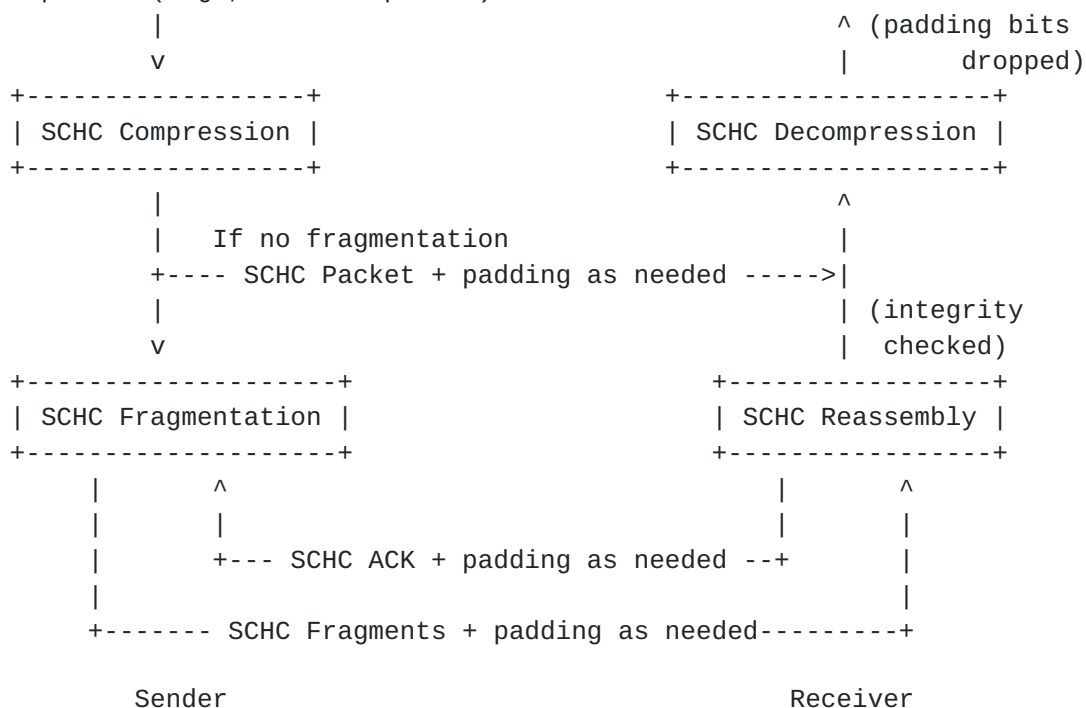 |                                           ^ (padding bits
            v                                           |       dropped)
   +------------------+                      +--------------------+
   | SCHC Compression |                      | SCHC Decompression |
   +------------------+                      +--------------------+
            |                                           ^
            |   If no fragmentation                     |
            +---- SCHC Packet + padding as needed ----->|
            |                                           | (integrity
            v                                           |  checked)
   +--------------------+                       +-----------------+
   | SCHC Fragmentation |                       | SCHC Reassembly |
   +--------------------+                       +-----------------+
        |       ^                                   |       ^
        |       |                                   |       |
        |       +--- SCHC ACK + padding as needed --+       |
        |                                                   |
        +------- SCHC Fragments + padding as needed---------+
           Sender                                    Receiver